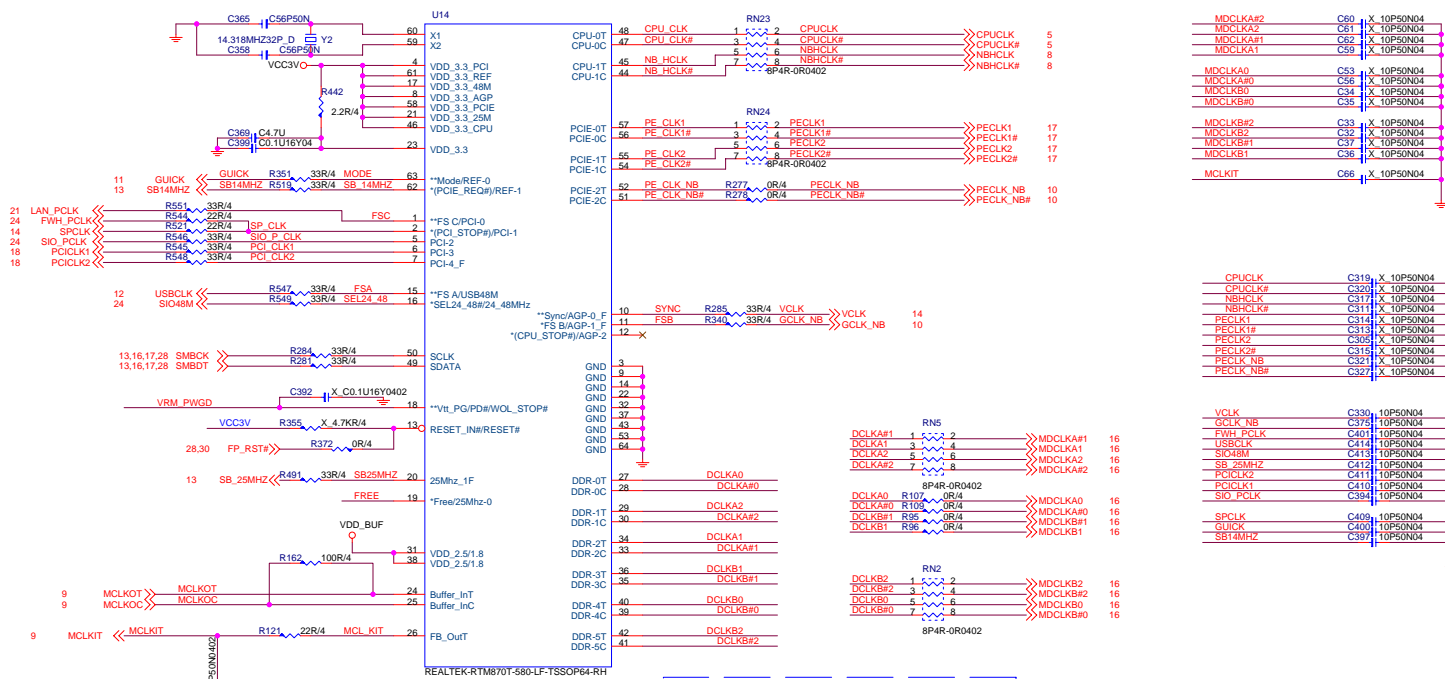 U14
C365 C56P50N
14.318MHZ32P_D Y2
C358 C56P50N
VCC3V
R442
2.2R/4
C369 C4.7U
C399 C0.1U16Y04
60 X1
59 X2
4 VDD_3.3_PCI
61 VDD_3.3_REF
17 VDD_3.3_48M
8 VDD_3.3_AGP
58 VDD_3.3_PCIE
21 VDD_3.3_25M
46 VDD_3.3_CPU
23 VDD_3.3
11 GUICK GUICK R351 33R/4 MODE 63 **Mode/REF-0
13 SB14MHZ SB14MHZ R519 33R/4 SB_14MHZ 62 *(PCIE_REQ#)/REF-1
21 LAN_PCLK R551 33R/4 FSC 1 **FS C/PCI-0
24 FWH_PCLK R544 22R/4
14 SPCLK R521 22R/4 SP_CLK 2 *(PCI_STOP#)/PCI-1
24 SIO_PCLK R546 33R/4 SIO_P_CLK 5 PCI-2
18 PCICLK1 R545 33R/4 PCI_CLK1 6 PCI-3
18 PCICLK2 R548 33R/4 PCI_CLK2 7 PCI-4_F
12 USBCLK R547 33R/4 FSA 15 **FS A/USB48M
24 SIO48M R549 33R/4 SEL24_48 16 *SEL24_48#/24_48MHz
13,16,17,28 SMBCK R284 33R/4 50 SCLK
13,16,17,28 SMBDT R281 33R/4 49 SDATA
C392 X_C0.1U16Y0402
VRM_PWGD 18 **Vtt_PG/PD#/WOL_STOP#
VCC3V R355 X_4.7KR/4 13 RESET_IN#/RESET#
28,30 FP_RST# R372 0R/4
13 SB_25MHZ R491 33R/4 SB25MHZ 20 25Mhz_1F
FREE 19 *Free/25Mhz-0
VDD_BUF
31 VDD_2.5/1.8
38 VDD_2.5/1.8
R162 100R/4
9 MCLKOT MCLKOT 24 Buffer_InT
9 MCLKOC MCLKOC 25 Buffer_InC
9 MCLKIT MCLKIT R121 22R/4 MCL_KIT 26 FB_OutT
P50N0402
REALTEK-RTM870T-580-LF-TSSOP64-RH
RN23
CPU-0T 48 CPU_CLK 1 2 CPUCLK CPUCLK 5
CPU-0C 47 CPU_CLK# 3 4 CPUCLK# CPUCLK# 5
CPU-1T 45 NB_HCLK 5 6 NBHCLK NBHCLK 8
CPU-1C 44 NB_HCLK# 7 8 NBHCLK# NBHCLK# 8
8P4R-0R0402
RN24
PCIE-0T 57 PE_CLK1 1 2 PECLK1 PECLK1 17
PCIE-0C 56 PE_CLK1# 3 4 PECLK1# PECLK1# 17
PCIE-1T 55 PE_CLK2 5 6 PECLK2 PECLK2 17
PCIE-1C 54 PE_CLK2# 7 8 PECLK2# PECLK2# 17
8P4R-0R0402
PCIE-2T 52 PE_CLK_NB R277 0R/4 PECLK_NB PECLK_NB 10
PCIE-2C 51 PE_CLK_NB# R278 0R/4 PECLK_NB# PECLK_NB# 10
**Sync/AGP-0_F 10 SYNC R285 33R/4 VCLK VCLK 14
*FS B/AGP-1_F 11 FSB R340 33R/4 GCLK_NB GCLK_NB 10
*(CPU_STOP#)/AGP-2 12
GND 3
GND 9
GND 14
GND 22
GND 32
GND 37
GND 43
GND 53
GND 64
DDR-0T 27 DCLKA0
DDR-0C 28 DCLKA#0
DDR-1T 29 DCLKA2
DDR-1C 30 DCLKA#2
DDR-2T 34 DCLKA1
DDR-2C 33 DCLKA#1
DDR-3T 36 DCLKB1
DDR-3C 35 DCLKB#1
DDR-4T 40 DCLKB0
DDR-4C 39 DCLKB#0
DDR-5T 42 DCLKB2
DDR-5C 41 DCLKB#2
RN5
DCLKA#1 1 2 MDCLKA#1 16
DCLKA1 3 4 MDCLKA1 16
DCLKA2 5 6 MDCLKA2 16
DCLKA#2 7 8 MDCLKA#2 16
8P4R-0R0402
DCLKA0 R107 0R/4 MDCLKA0 16
DCLKA#0 R109 0R/4 MDCLKA#0 16
DCLKB#1 R95 0R/4 MDCLKB#1 16
DCLKB1 R96 0R/4 MDCLKB1 16
RN2
DCLKB2 1 2 MDCLKB2 16
DCLKB#2 3 4 MDCLKB#2 16
DCLKB0 5 6 MDCLKB0 16
DCLKB#0 7 8 MDCLKB#0 16
8P4R-0R0402
MDCLKA#2 C60 X_10P50N04
MDCLKA2 C61 X_10P50N04
MDCLKA#1 C62 X_10P50N04
MDCLKA1 C59 X_10P50N04
MDCLKA0 C53 X_10P50N04
MDCLKA#0 C56 X_10P50N04
MDCLKB0 C34 X_10P50N04
MDCLKB#0 C35 X_10P50N04
MDCLKB#2 C33 X_10P50N04
MDCLKB2 C32 X_10P50N04
MDCLKB#1 C37 X_10P50N04
MDCLKB1 C36 X_10P50N04
MCLKIT C66 X_10P50N04
CPUCLK C319 X_10P50N04
CPUCLK# C320 X_10P50N04
NBHCLK C317 X_10P50N04
NBHCLK# C311 X_10P50N04
PECLK1 C314 X_10P50N04
PECLK1# C313 X_10P50N04
PECLK2 C305 X_10P50N04
PECLK2# C315 X_10P50N04
PECLK_NB C321 X_10P50N04
PECLK_NB# C327 X_10P50N04
VCLK C330 10P50N04
GCLK_NB C375 10P50N04
FWH_PCLK C401 10P50N04
USBCLK C414 10P50N04
SIO48M C413 10P50N04
SB_25MHZ C412 10P50N04
PCICLK2 C411 10P50N04
PCICLK1 C410 10P50N04
SIO_PCLK C394 10P50N04
SPCLK C409 10P50N04
GUICK C400 10P50N04
SB14MHZ C397 10P50N04